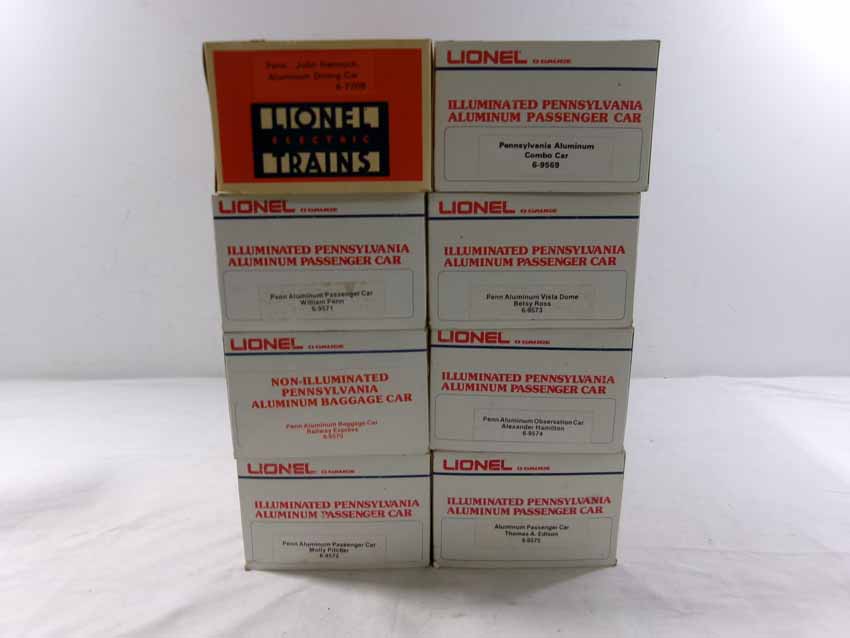 Penn. John Hancock
Aluminum Dining Car
LIONEL
ELECTRIC
TRAINS
LIONEL O GAUGE
ILLUMINATED PENNSYLVANIA
ALUMINUM PASSENGER CAR
Pennsylvania Aluminum
Combo Car
6-9569
LIONEL O GAUGE
ILLUMINATED PENNSYLVANIA
ALUMINUM PASSENGER CAR
Penn Aluminum Passenger Car
William Penn
6-9571
LIONEL O GAUGE
ILLUMINATED PENNSYLVANIA
ALUMINUM PASSENGER CAR
Penn Aluminum Vista Dome
Betsy Ross
6-9573
LIONEL O GAUGE
NON-ILLUMINATED
PENNSYLVANIA
ALUMINUM BAGGAGE CAR
Penn Aluminum Baggage Car
Railway Express
6-9570
LIONEL O GAUGE
ILLUMINATED PENNSYLVANIA
ALUMINUM PASSENGER CAR
Penn Aluminum Observation Car
Alexander Hamilton
6-9574
LIONEL O GAUGE
ILLUMINATED PENNSYLVANIA
ALUMINUM PASSENGER CAR
Penn Aluminum Passenger Car
Molly Pitcher
6-9572
LIONEL O GAUGE
ILLUMINATED PENNSYLVANIA
ALUMINUM PASSENGER CAR
Aluminum Passenger Car
Thomas A. Edison
6-9575